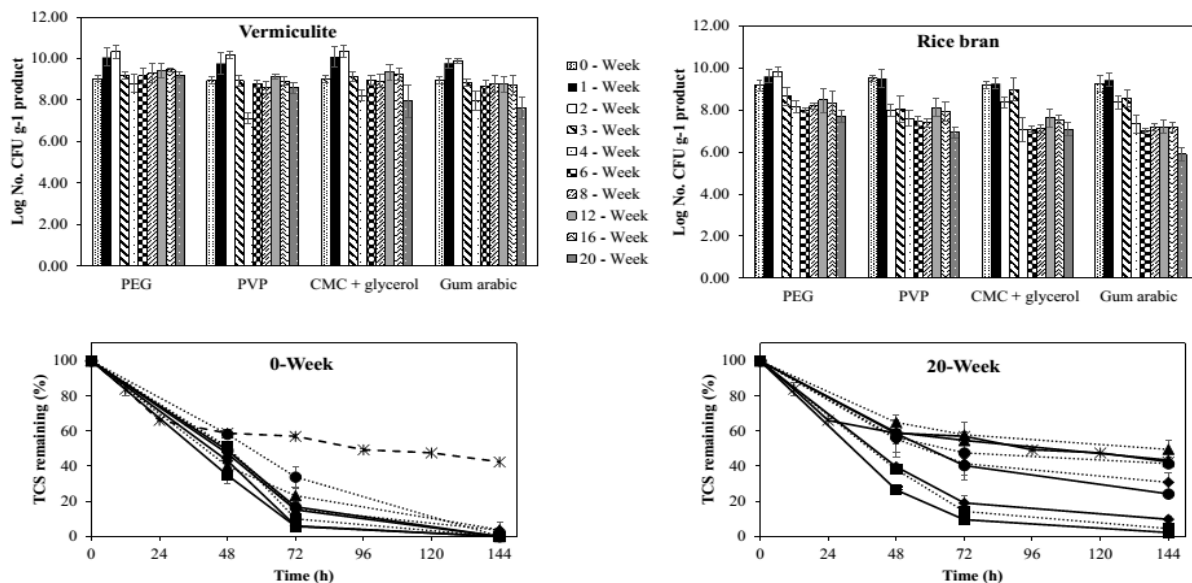 Vermiculite
Log No. CFU g-1 product
12.00
10.00
8.00
6.00
4.00
2.00
0.00
PEG
PVP
CMC + glycerol
Gum arabic
0 - Week
1 - Week
2 - Week
3 - Week
4 - Week
6 - Week
8 - Week
12 - Week
16 - Week
20 - Week
Rice bran
Log No. CFU g-1 product
12.00
10.00
8.00
6.00
4.00
2.00
0.00
PEG
PVP
CMC + glycerol
Gum arabic
0-Week
TCS remaining (%)
100
80
60
40
20
0
0 24 48 72 96 120 144
Time (h)
20-Week
TCS remaining (%)
100
80
60
40
20
0
0 24 48 72 96 120 144
Time (h)